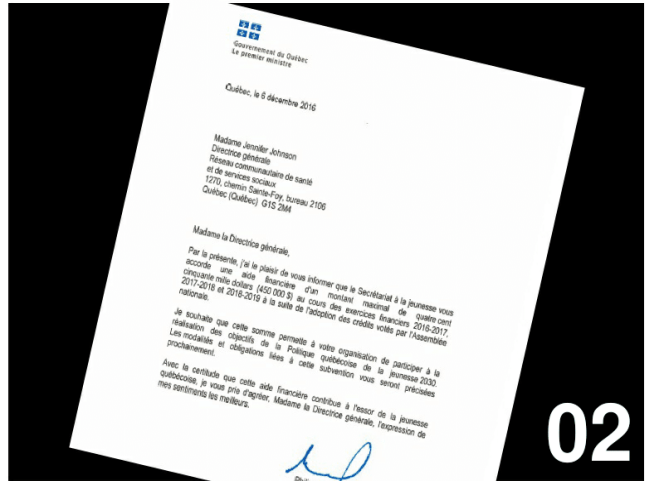 Gouvernement du Québec
Le premier ministre
Québec, le 6 décembre 2016
Madame Jennifer Johnson
Directrice générale
Réseau communautaire de santé
et de services sociaux
1270, chemin Sainte-Foy, bureau 2106
Québec (Québec) G1S 2M4
Madame la Directrice générale,
Par la présente, j'ai le plaisir de vous informer que le Secrétariat à la jeunesse vous
accorde une aide financière d'un montant maximal de quatre cent
cinquante mille dollars (450 000 $) au cours des exercices financiers 2016-2017,
2017-2018 et 2018-2019 à la suite de l'adoption des crédits votés par l'Assemblée
nationale.
Je souhaite que cette somme permette à votre organisation de participer à la
réalisation des objectifs de la Politique québécoise de la jeunesse 2030.
Les modalités et obligations liées à cette subvention vous seront précisées
prochainement.
Avec la certitude que cette aide financière contribue à l'essor de la jeunesse
québécoise, je vous prie d'agréer, Madame la Directrice générale, l'expression de
mes sentiments les meilleurs.
02